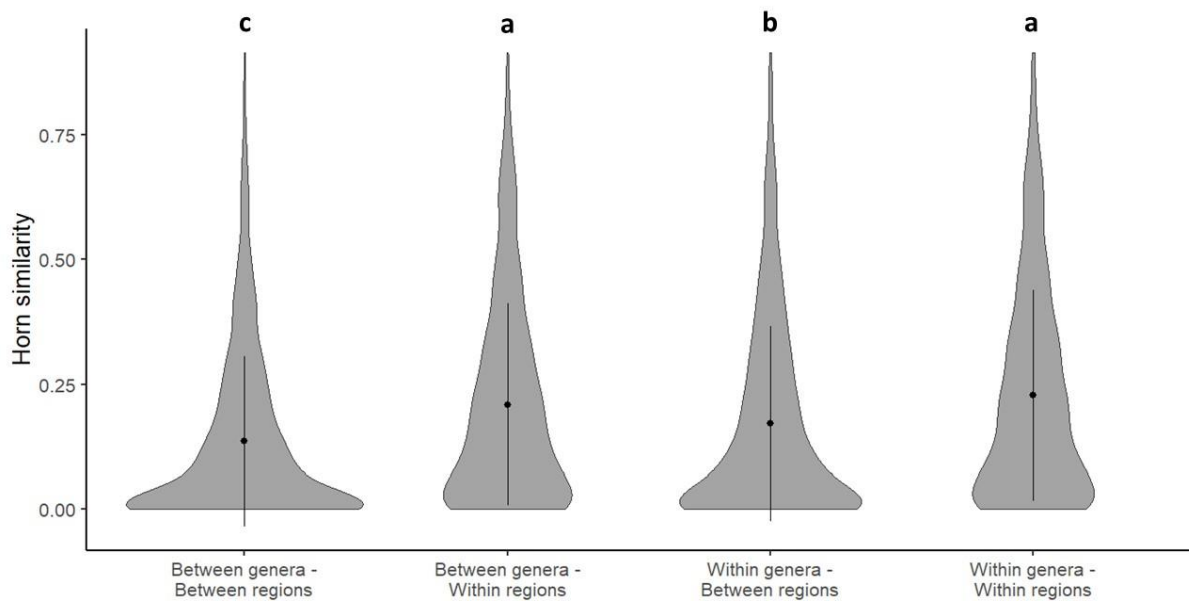 c a b a
Horn similarity
0.75
0.50
0.25
0.00
Between genera -
Between regions
Between genera -
Within regions
Within genera -
Between regions
Within genera -
Within regions